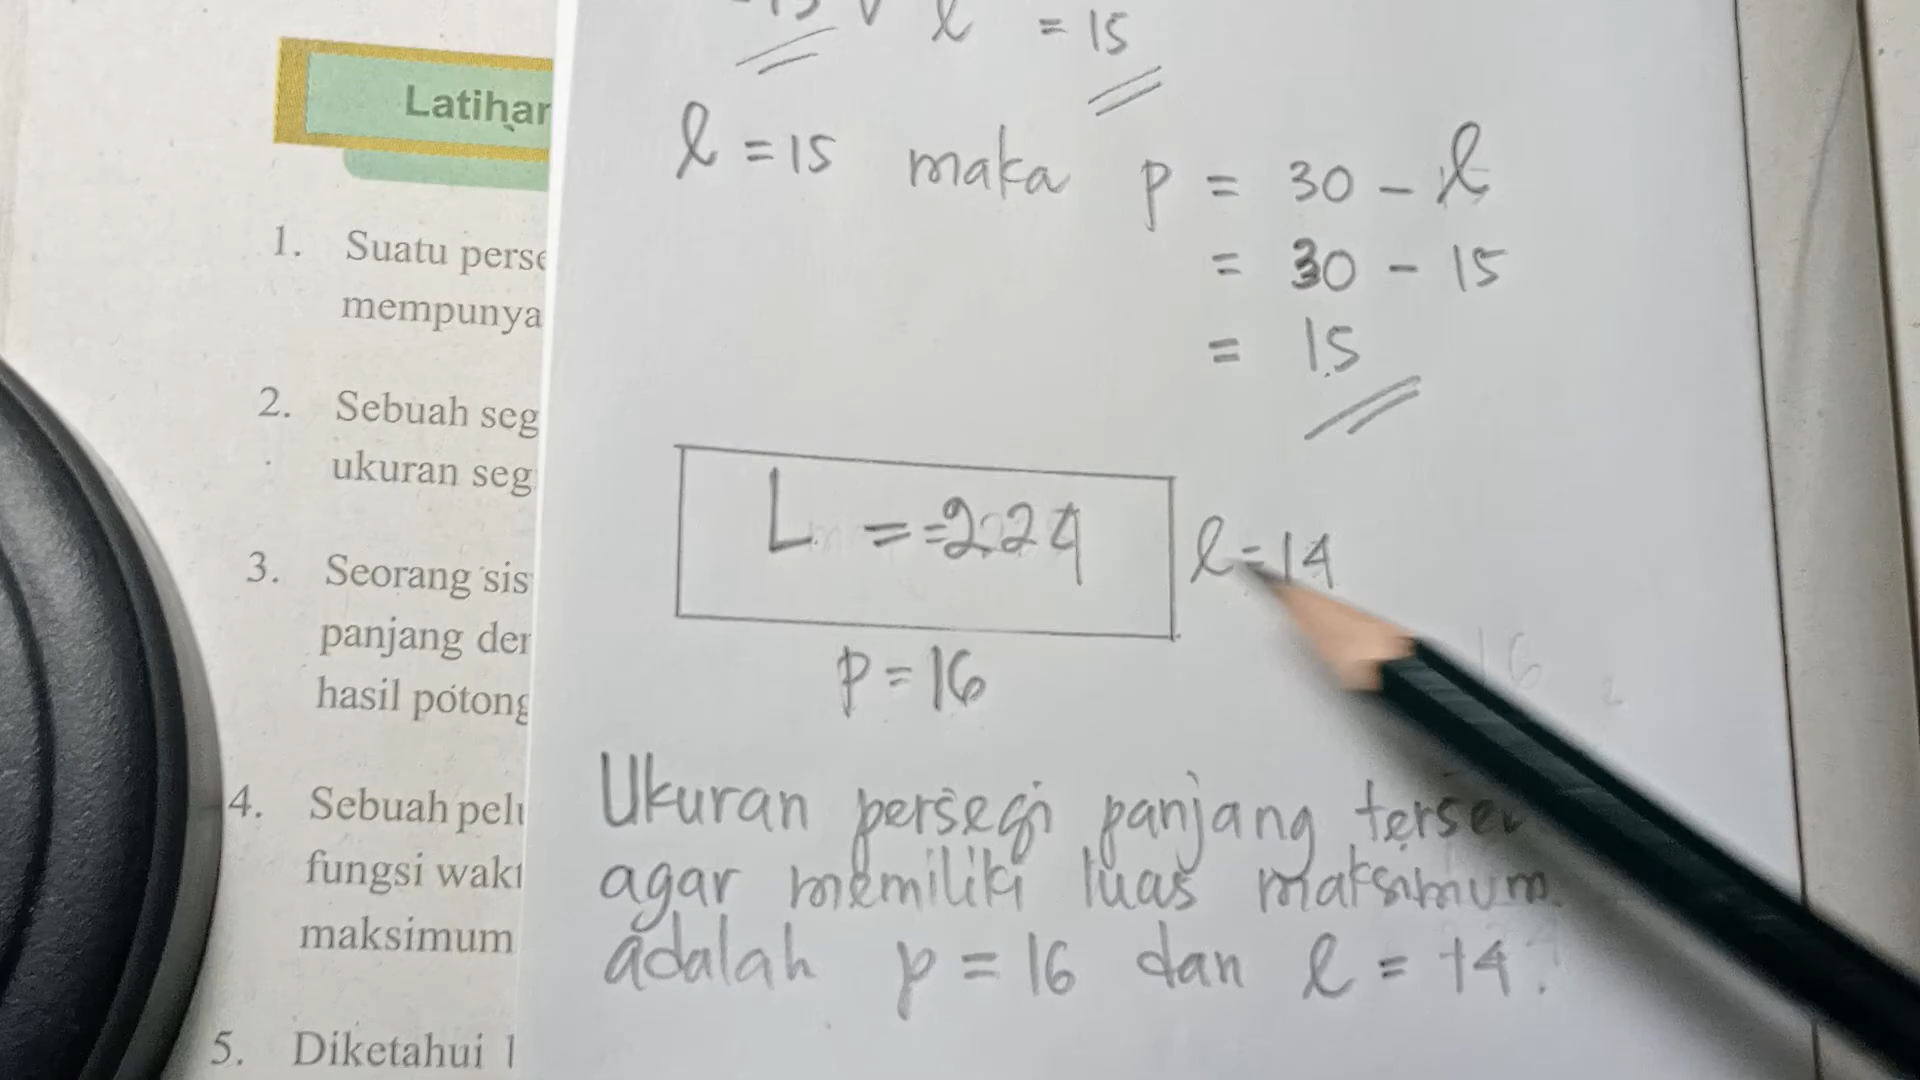 l = 15
Latihan
l = 15 maka p = 30 - l
= 30 - 15
= 15
1. Suatu perse
mempunya
2. Sebuah seg
ukuran seg
L = = 224
l = 14
p = 16
3. Seorang sis
panjang der
hasil potong
Ukuran persegi panjang terse
agar memiliki luas maksimum
adalah p = 16 dan l = 14.
4. Sebuah pelu
fungsi wakt
maksimum
5. Diketahui l